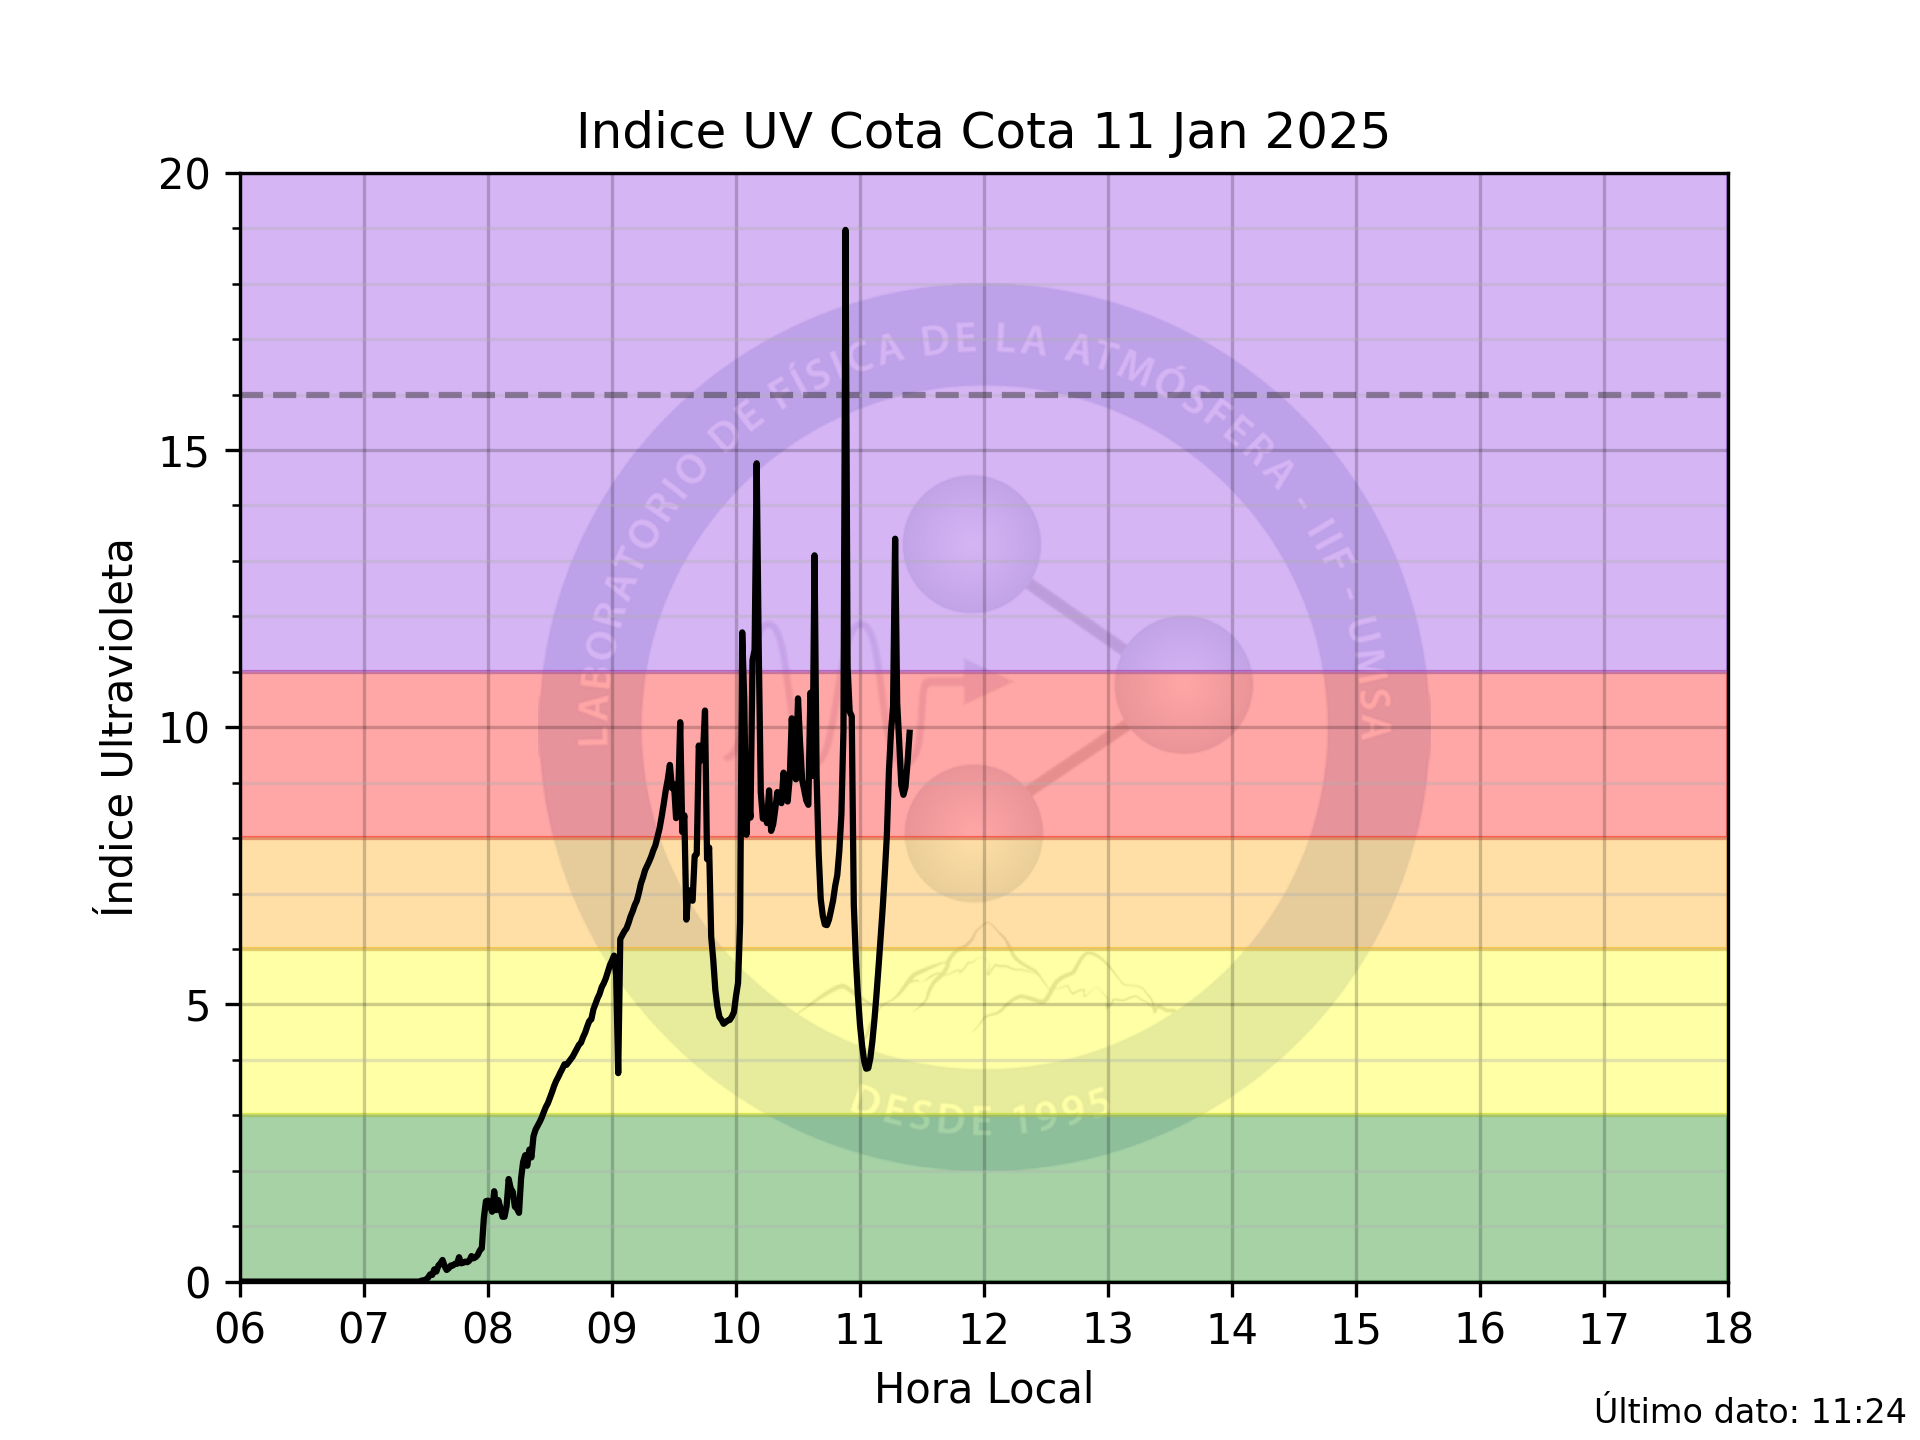 Indice UV Cota Cota 11 Jan 2025
20
15
10
5
0
Índice Ultravioleta
LABORATORIO DE FÍSICA DE LA ATMÓSFERA - IIF - UMSA
DESDE 1995
06 07 08 09 10 11 12 13 14 15 16 17 18
Hora Local
Último dato: 11:24